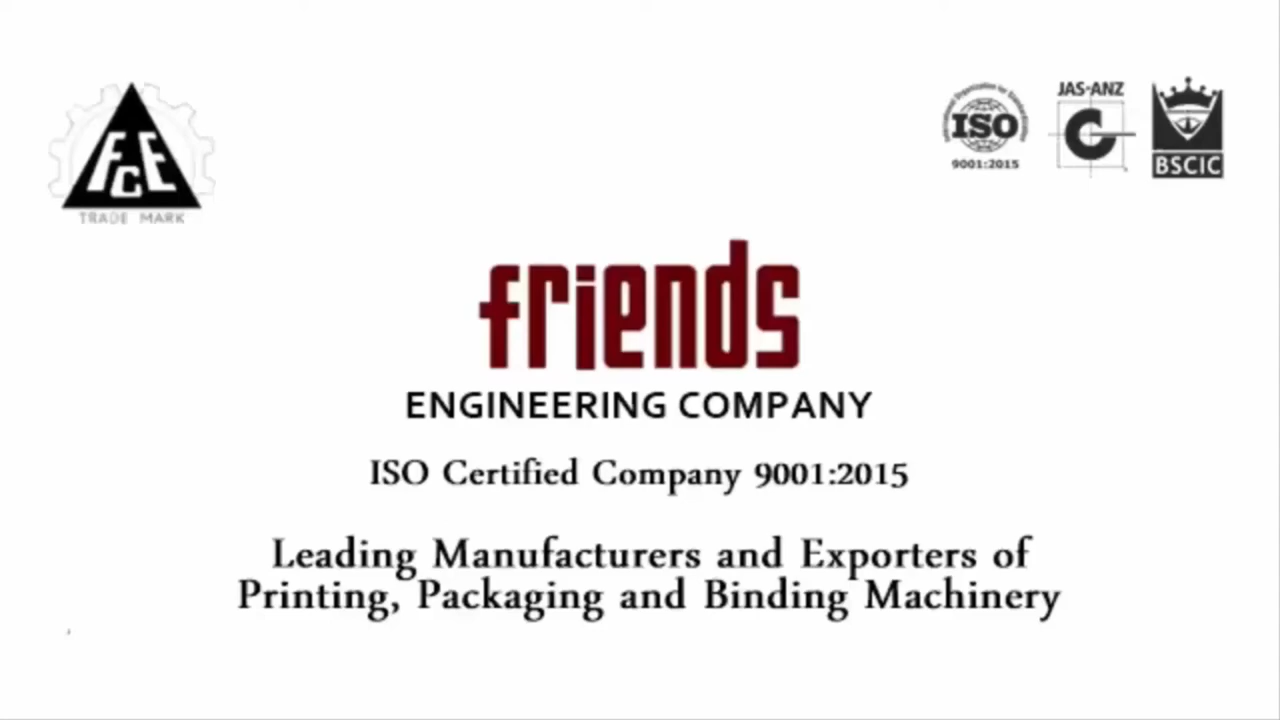 FCE
TRADE MARK
ISO
9001:2015
JAS-ANZ
C
BSCIC
friends
ENGINEERING COMPANY
ISO Certified Company 9001:2015
Leading Manufacturers and Exporters of
Printing, Packaging and Binding Machinery